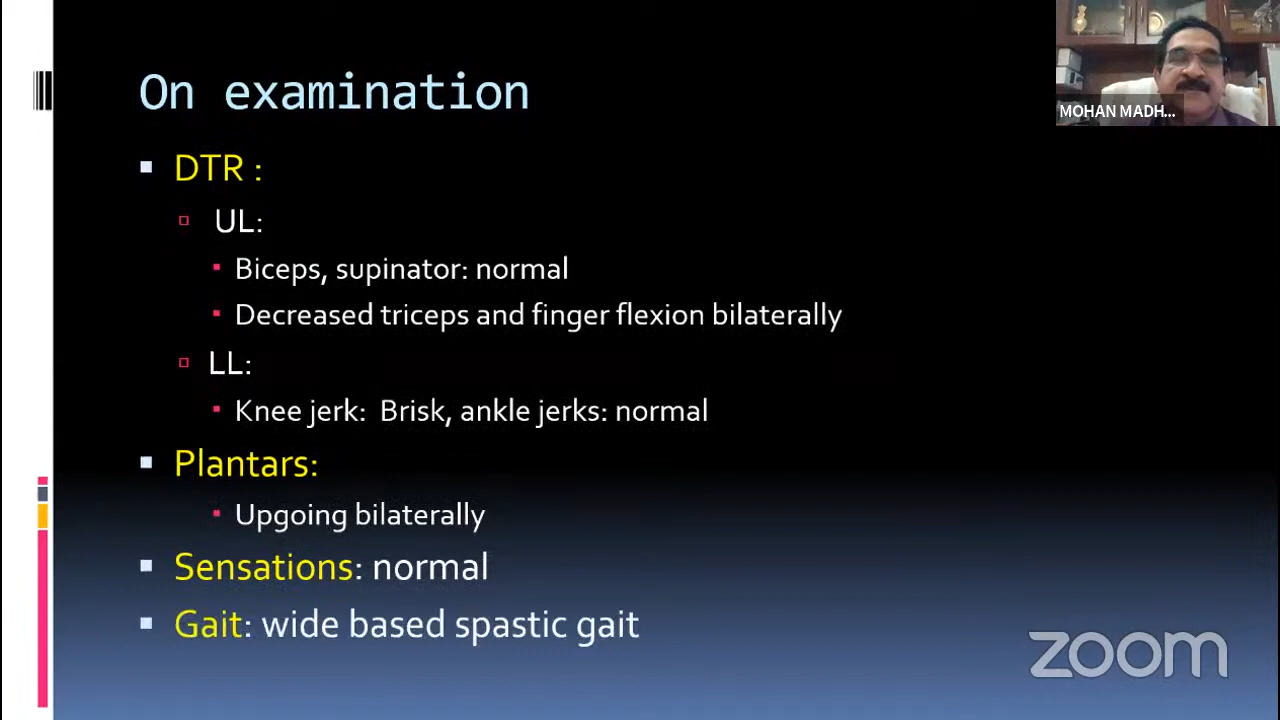 On examination
MOHAN MADH...
DTR :
UL:
Biceps, supinator: normal
Decreased triceps and finger flexion bilaterally
LL:
Knee jerk: Brisk, ankle jerks: normal
Plantars:
Upgoing bilaterally
Sensations: normal
Gait: wide based spastic gait
zoom